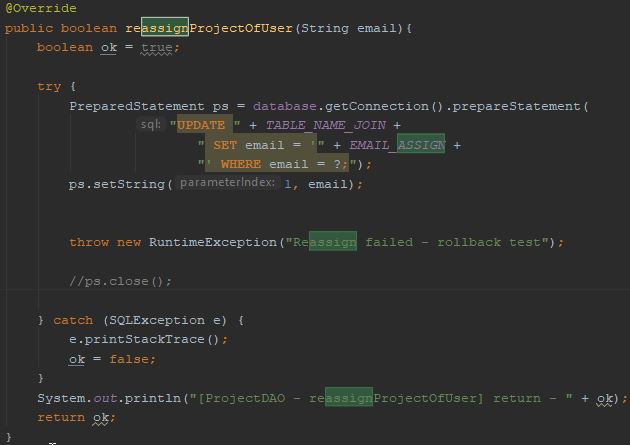 @Override
public boolean reassignProjectOfUser(String email){
boolean ok = true;
try {
PreparedStatement ps = database.getConnection().prepareStatement(
sql: "UPDATE " + TABLE_NAME_JOIN +
" SET email = '" + EMAIL_ASSIGN +
"' WHERE email = ?;");
ps.setString( parameterIndex: 1, email);
throw new RuntimeException("Reassign failed - rollback test");
//ps.close();
} catch (SQLException e) {
e.printStackTrace();
ok = false;
}
System.out.println("[ProjectDAO - reassignProjectOfUser] return - " + ok);
return ok;
}